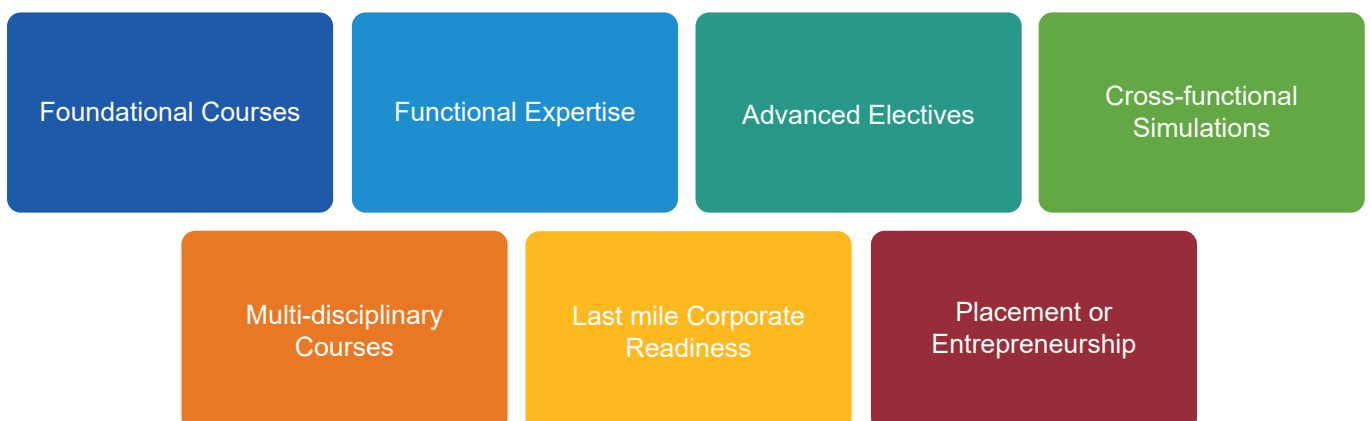 Foundational Courses
Functional Expertise
Advanced Electives
Cross-functional
Simulations
Multi-disciplinary
Courses
Last mile Corporate
Readiness
Placement or
Entrepreneurship